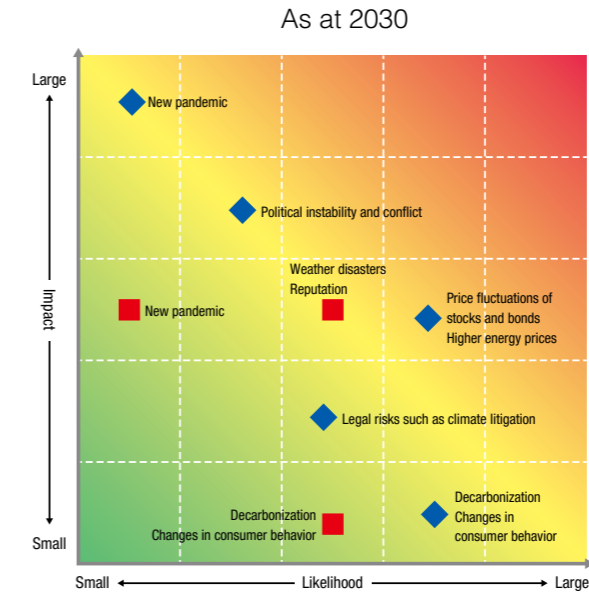 As at 2030
Large
New pandemic
Political instability and conflict
Weather disasters
Reputation
Price fluctuations of
stocks and bonds
Higher energy prices
New pandemic
Impact
Legal risks such as climate litigation
Decarbonization
Changes in consumer behavior
Decarbonization
Changes in
consumer behavior
Small
Small
Likelihood
Large